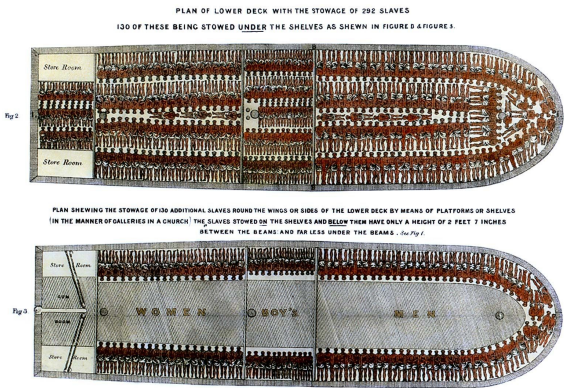 PLAN OF LOWER DECK WITH THE STOWAGE OF 292 SLAVES
130 OF THESE BEING STOWED UNDER THE SHELVES AS SHEWN IN FIGURE D & FIGURE 5.
Store Room
Fig 2
Store Room
PLAN SHEWING THE STOWAGE OF 130 ADDITIONAL SLAVES ROUND THE WINGS OR SIDES OF THE LOWER DECK BY MEANS OF PLATFORMS OR SHELVES
(IN THE MANNER OF GALLERIES IN A CHURCH) THE SLAVES STOWED ON THE SHELVES AND BELOW THEM HAVE ONLY A HEIGHT OF 2 FEET 7 INCHES
BETWEEN THE BEAMS: AND FAR LESS UNDER THE BEAMS. See Fig 1.
Store Room
WOMEN BOY'S MEN
Fig 3
ROOM
Store Room